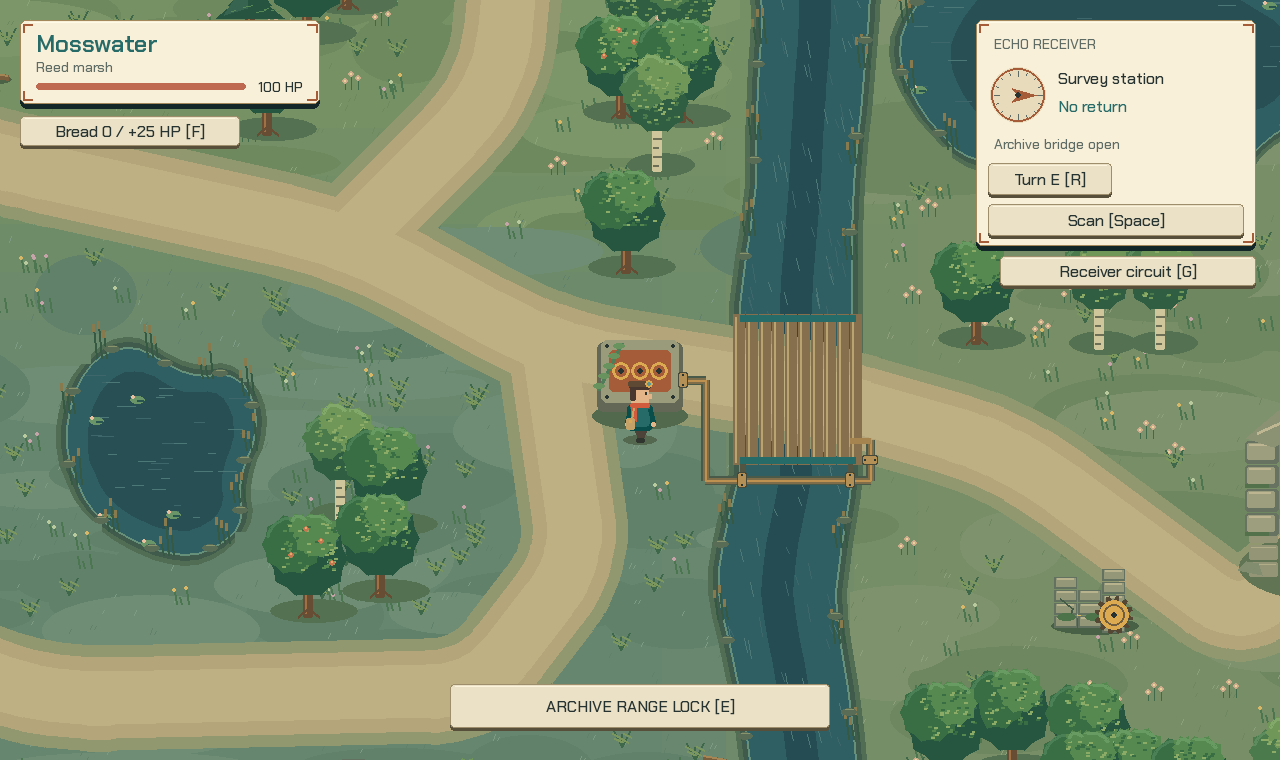 Mosswater
Reed marsh
100 HP
Bread 0 / +25 HP [F]
ECHO RECEIVER
Survey station
No return
Archive bridge open
Turn E [R]
Scan [Space]
Receiver circuit [G]
ARCHIVE RANGE LOCK [E]